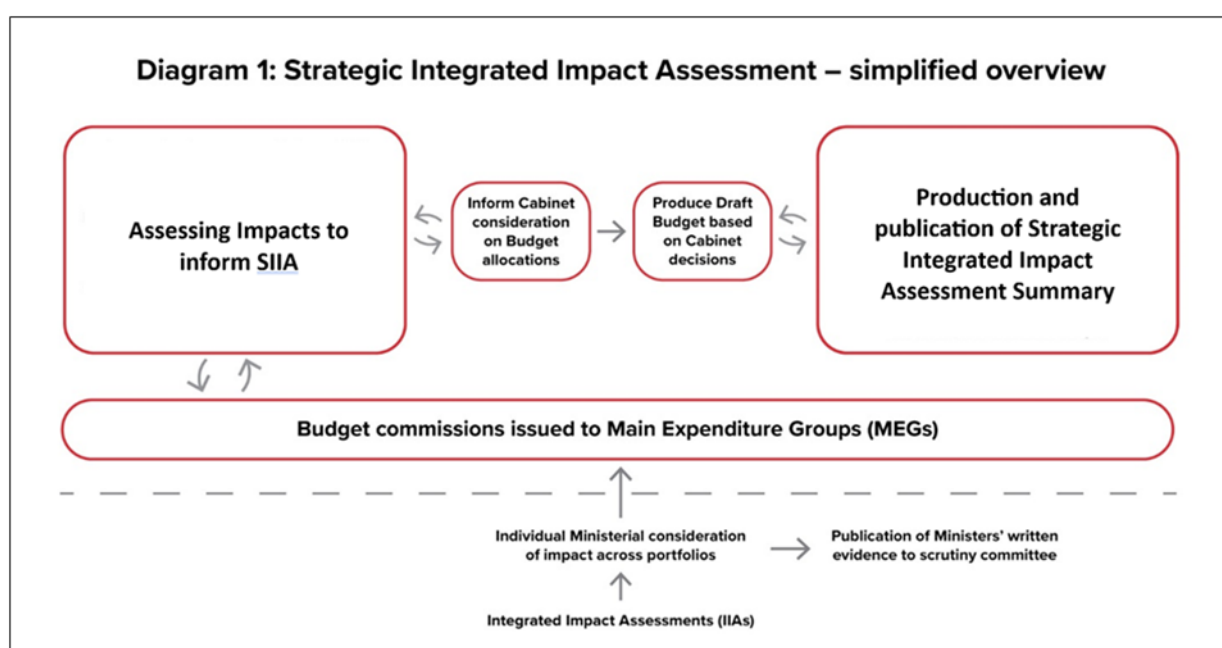 Diagram 1: Strategic Integrated Impact Assessment – simplified overview
Assessing Impacts to
inform SIIA
Inform Cabinet
consideration
on Budget
allocations
Produce Draft
Budget based
on Cabinet
decisions
Production and
publication of Strategic
Integrated Impact
Assessment Summary
Budget commissions issued to Main Expenditure Groups (MEGs)
Individual Ministerial consideration
of impact across portfolios
Publication of Ministers’ written
evidence to scrutiny committee
Integrated Impact Assessments (IIAs)